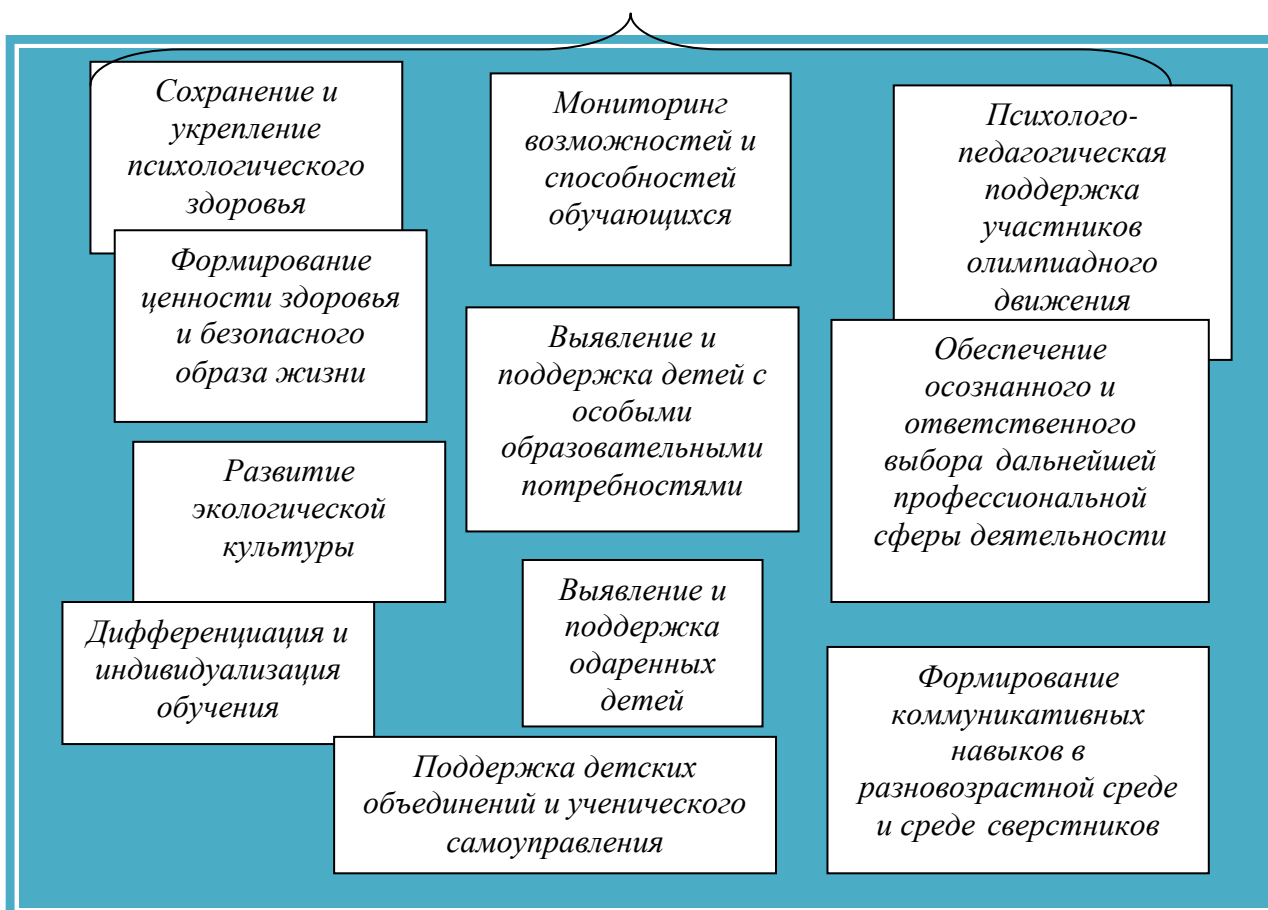 Сохранение и
укрепление
психологического
здоровья
Формирование
ценности здоровья
и безопасного
образа жизни
Развитие
экологической
культуры
Дифференциация и
индивидуализация
обучения
Мониторинг
возможностей и
способностей
обучающихся
Выявление и
поддержка детей с
особыми
образовательными
потребностями
Выявление и
поддержка
одаренных
детей
Поддержка детских
объединений и ученического
самоуправления
Психолого-
педагогическая
поддержка
участников
олимпиадного
движения
Обеспечение
осознанного и
ответственного
выбора дальнейшей
профессиональной
сферы деятельности
Формирование
коммуникативных
навыков в
разновозрастной среде
и среде сверстников